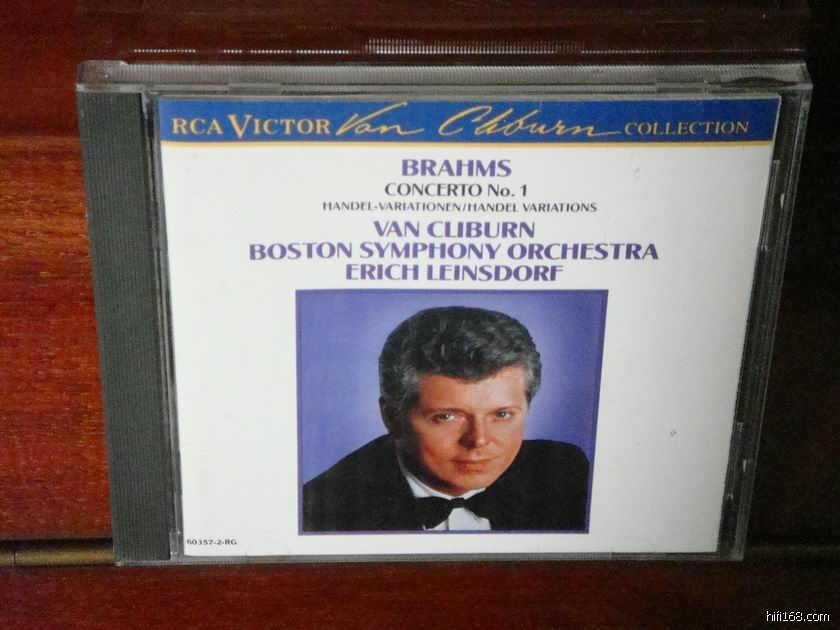 RCA VICTOR Van Cliburn COLLECTION
BRAHMS
CONCERTO No. 1
HANDEL-VARIATIONEN/HANDEL VARIATIONS
VAN CLIBURN
BOSTON SYMPHONY ORCHESTRA
ERICH LEINSDORF
60357-2-RG
hifi168.com